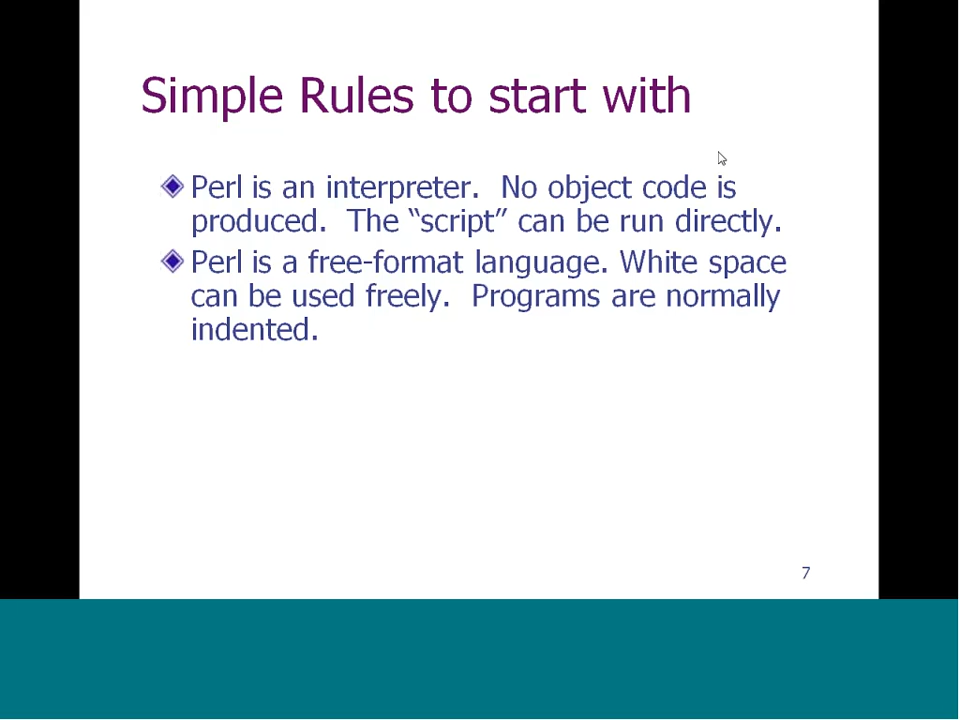 Simple Rules to start with
Perl is an interpreter.  No object code is
produced.  The “script” can be run directly.
Perl is a free-format language. White space
can be used freely.  Programs are normally
indented.
7